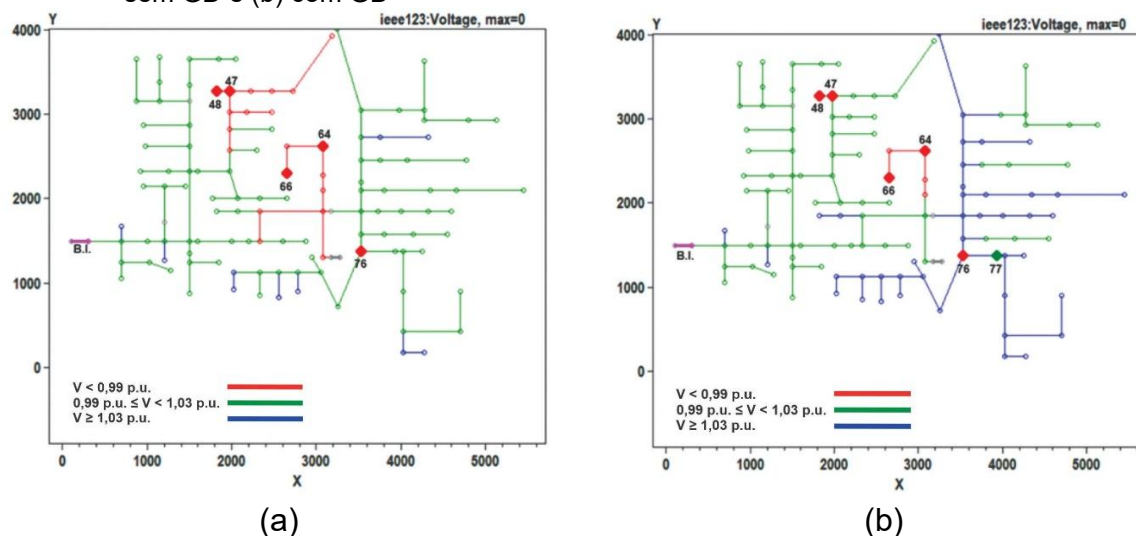 sem GD e (b) com GD
Y
ieee123:Voltage, max=0
4000
3000
2000
1000
0
47
48
64
66
B.I.
76
V < 0,99 p.u.
0,99 p.u. ≤ V < 1,03 p.u.
V ≥ 1,03 p.u.
0 1000 2000 3000 4000 5000
X
(a)
Y
ieee123:Voltage, max=0
4000
3000
2000
1000
0
47
48
64
66
B.I.
76 77
V < 0,99 p.u.
0,99 p.u. ≤ V < 1,03 p.u.
V ≥ 1,03 p.u.
0 1000 2000 3000 4000 5000
X
(b)